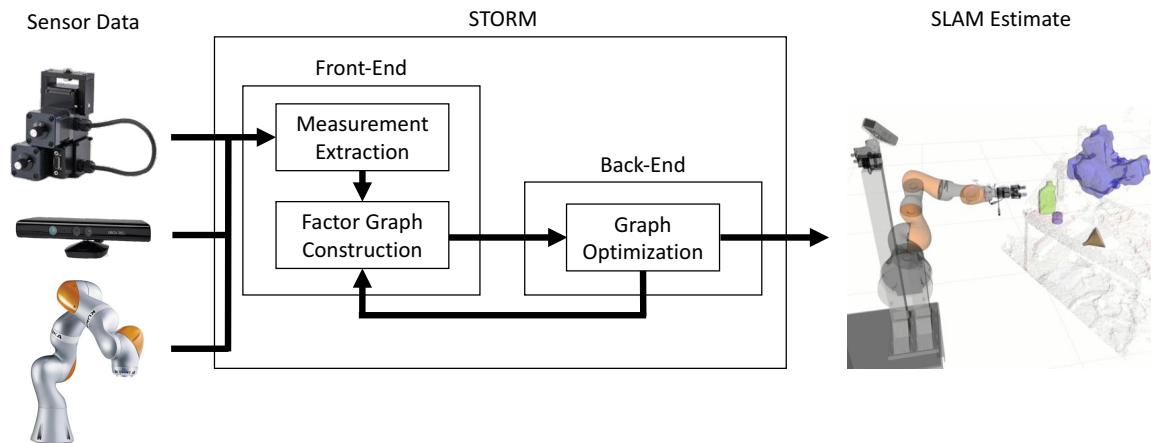 Sensor Data
STORM
SLAM Estimate
Front-End
Measurement
Extraction
Back-End
Factor Graph
Construction
Graph
Optimization